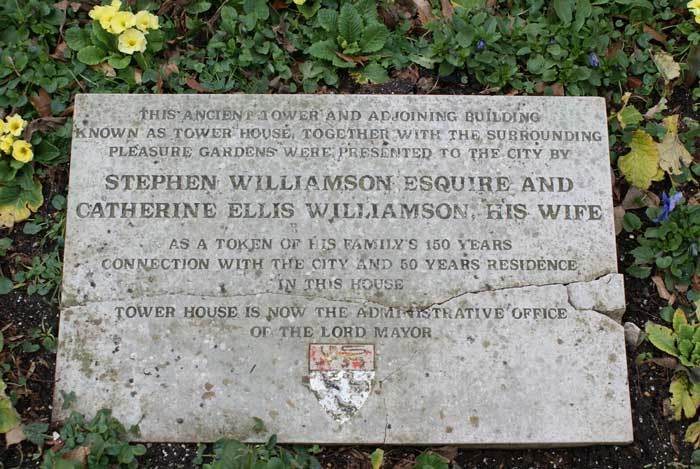 THIS ANCIENT TOWER AND ADJOINING BUILDING
KNOWN AS TOWER HOUSE, TOGETHER WITH THE SURROUNDING
PLEASURE GARDENS WERE PRESENTED TO THE CITY BY
STEPHEN WILLIAMSON ESQUIRE AND
CATHERINE ELLIS WILLIAMSON, HIS WIFE
AS A TOKEN OF HIS FAMILY'S 150 YEARS
CONNECTION WITH THE CITY AND 50 YEARS RESIDENCE
IN THIS HOUSE
TOWER HOUSE IS NOW THE ADMINISTRATIVE OFFICE
OF THE LORD MAYOR